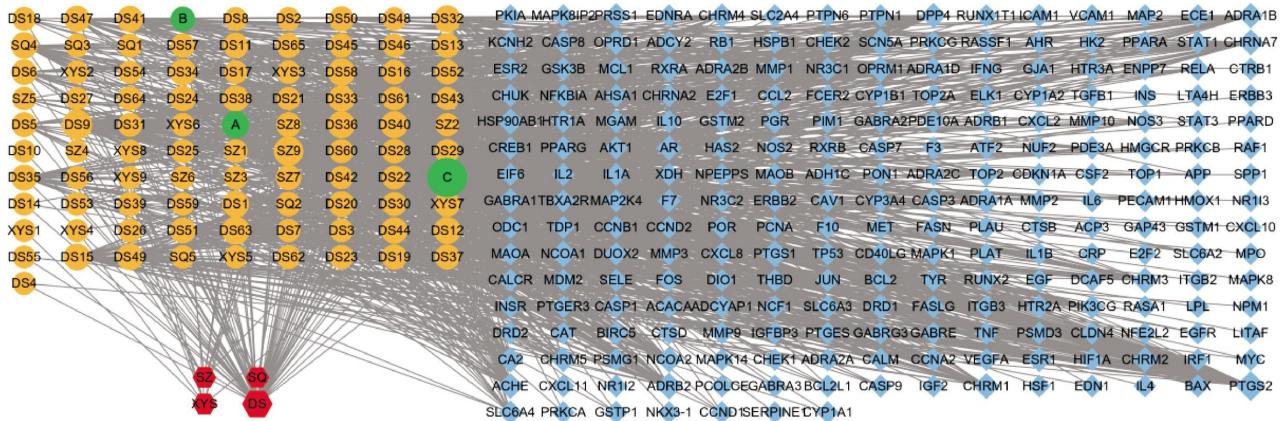 DS18 DS47 DS41 B DS8 DS2 DS50 DS48 DS32 PKIA MAPK8IP2 PRSS1 EDNRA CHRM4 SLC2A4 PTPN6 PTPN1 DPP4 RUNX1T1 ICAM1 VCAM1 MAP2 ECE1 ADRA1B
SQ4 SQ3 SQ1 DS57 DS11 DS65 DS45 DS46 DS13 KCNH2 CASP8 OPRD1 ADCY2 RB1 HSPB1 CHEK2 SCN5A PRKCG RASSF1 AHR HK2 PPARA STAT1 CHRNA7
DS6 XYS2 DS54 DS34 DS17 XYS3 DS58 DS16 DS52 ESR2 GSK3B MCL1 RXRA ADRA2B MMP1 NR3C1 OPRM1 ADRA1D IFNG GJA1 HTR3A ENPP7 RELA CTRB1
SZ5 DS27 DS64 DS24 DS38 DS21 DS33 DS61 DS43 CHUK NFKBIA AHSA1 CHRNA2 E2F1 CCL2 FCER2 CYP1B1 TOP2A ELK1 CYP1A2 TGFB1 INS LTA4H ERBB3
DS5 DS9 DS31 XYS6 A SZ8 DS36 DS40 SZ2 HSP90AB1 HTR1A MGAM IL10 GSTM2 PGR PIM1 GABRA2 PDE10A ADRB1 CXCL2 MMP10 NOS3 STAT3 PPARD
DS10 SZ4 XYS8 DS25 SZ1 SZ9 DS60 DS28 DS29 CREB1 PPARG AKT1 AR HAS2 NOS2 RXRB CASP7 F3 ATF2 NUF2 PDE3A HMGCR PRKCB RAF1
DS35 DS56 XYS9 SZ6 SZ3 SZ7 DS42 DS22 C EIF6 IL2 IL1A XDH NPEPPS MAOB ADH1C PON1 ADRA2C TOP2 CDKN1A CSF2 TOP1 APP SPP1
DS14 DS53 DS39 DS59 DS1 SQ2 DS20 DS30 XYS7 GABRA1 TBXA2R MAP2K4 F7 NR3C2 ERBB2 CAV1 CYP3A4 CASP3 ADRA1A MMP2 IL6 PECAM1 HMOX1 NR1I3
XYS1 XYS4 DS26 DS51 DS63 DS7 DS3 DS44 DS12 ODC1 TDP1 CCNB1 CCND2 POR PCNA F10 MET FASN PLAU CTSB ACP3 GAP43 GSTM1 CXCL10
DS55 DS15 DS49 SQ5 XYS5 DS62 DS23 DS19 DS37 MAOA NCOA1 DUOX2 MMP3 CXCL8 PTGS1 TP53 CD40LG MAPK1 PLAT IL1B CRP E2F2 SLC6A2 MPO
DS4 CALCR MDM2 SELE FOS DIO1 THBD JUN BCL2 TYR RUNX2 EGF DCAF5 CHRM3 ITGB2 MAPK8
INSR PTGER3 CASP1 ACACA ADCYAP1 NCF1 SLC6A3 DRD1 FASLG ITGB3 HTR2A PIK3CG RASA1 LPL NPM1
DRD2 CAT BIRC5 CTSD MMP9 IGFBP3 PTGES GABRG3 GABRE TNF PSMD3 CLDN4 NFE2L2 EGFR LITAF
CA2 CHRM5 PSMG1 NCOA2 MAPK14 CHEK1 ADRA2A CALM CCNA2 VEGFA ESR1 HIF1A CHRM2 IRF1 MYC
SZ SQ ACHE CXCL11 NR1I2 ADRB2 PCOLCE GABRA3 BCL2L1 CASP9 IGF2 CHRM1 HSF1 EDN1 IL4 BAX PTGS2
XYS DS SLC6A4 PRKCA GSTP1 NKX3-1 CCND1 SERPINE1 CYP1A1